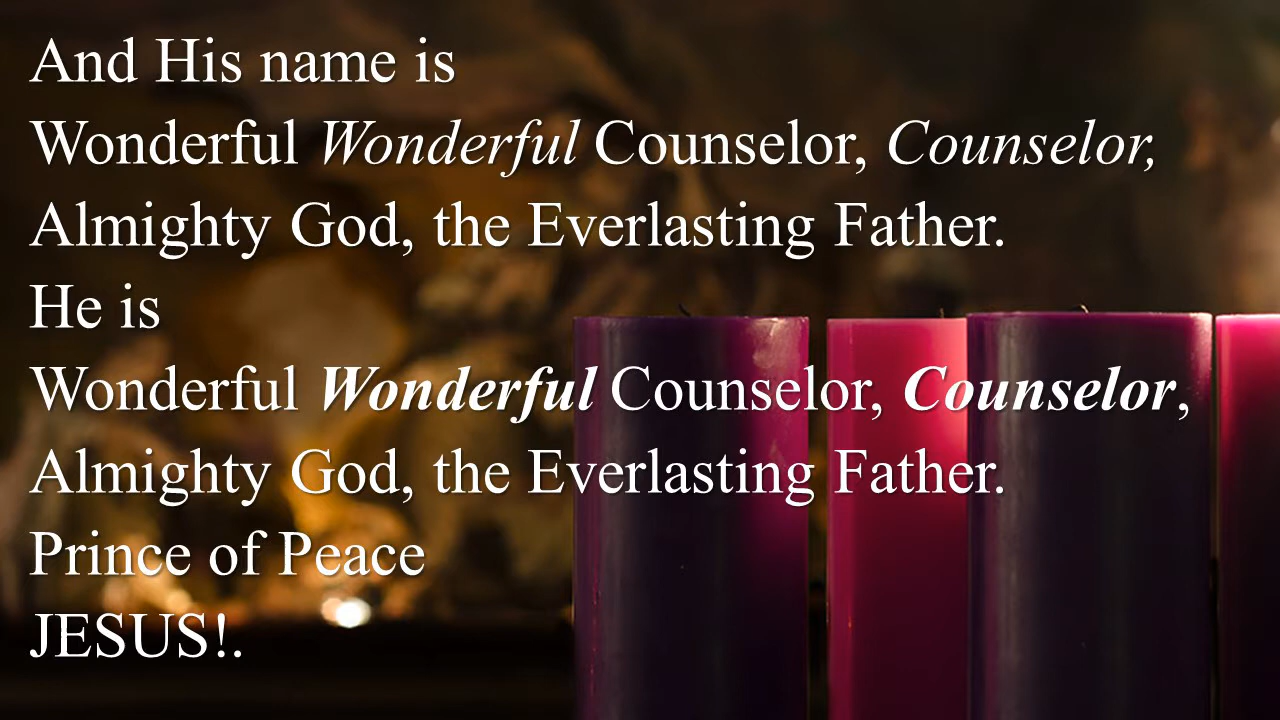 And His name is
Wonderful Wonderful Counselor, Counselor,
Almighty God, the Everlasting Father.
He is
Wonderful Wonderful Counselor, Counselor,
Almighty God, the Everlasting Father.
Prince of Peace
JESUS!.